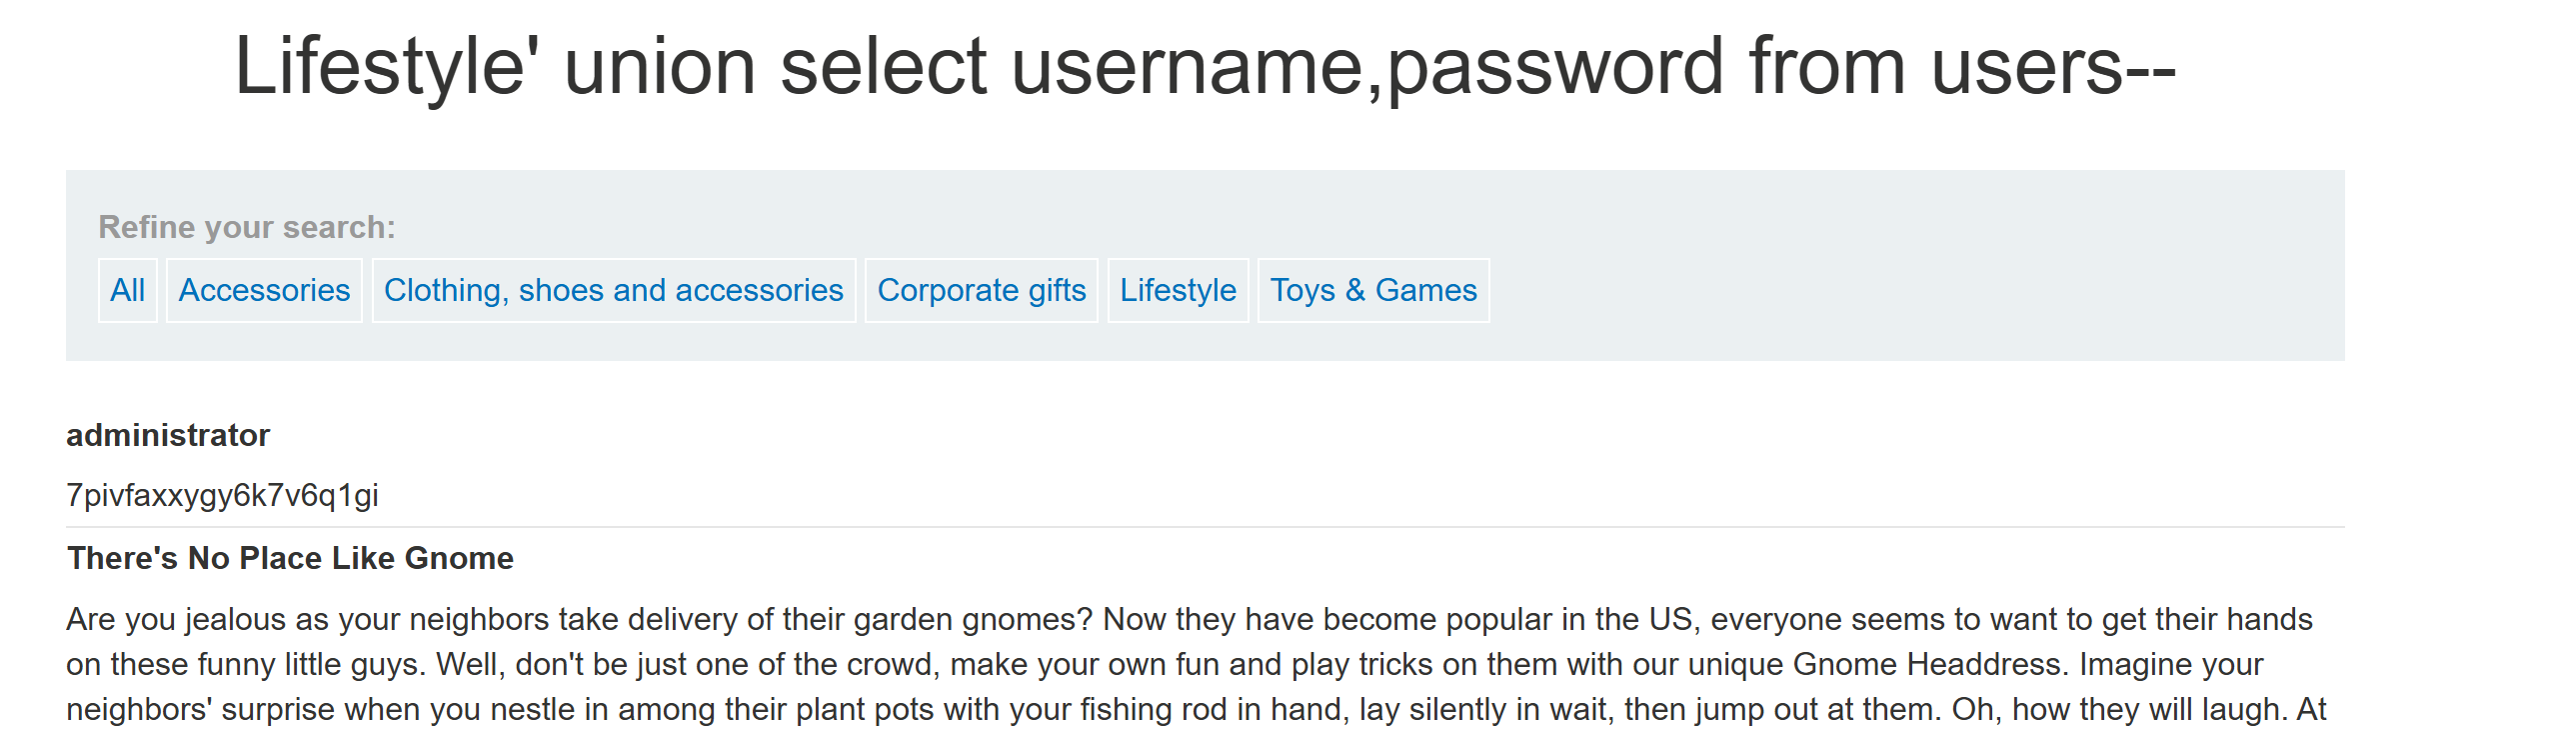 Lifestyle' union select username,password from users--
Refine your search:
All Accessories Clothing, shoes and accessories Corporate gifts Lifestyle Toys & Games
administrator
7pivfaxxygy6k7v6q1gi
There's No Place Like Gnome
Are you jealous as your neighbors take delivery of their garden gnomes? Now they have become popular in the US, everyone seems to want to get their hands
on these funny little guys. Well, don't be just one of the crowd, make your own fun and play tricks on them with our unique Gnome Headdress. Imagine your
neighbors' surprise when you nestle in among their plant pots with your fishing rod in hand, lay silently in wait, then jump out at them. Oh, how they will laugh. At